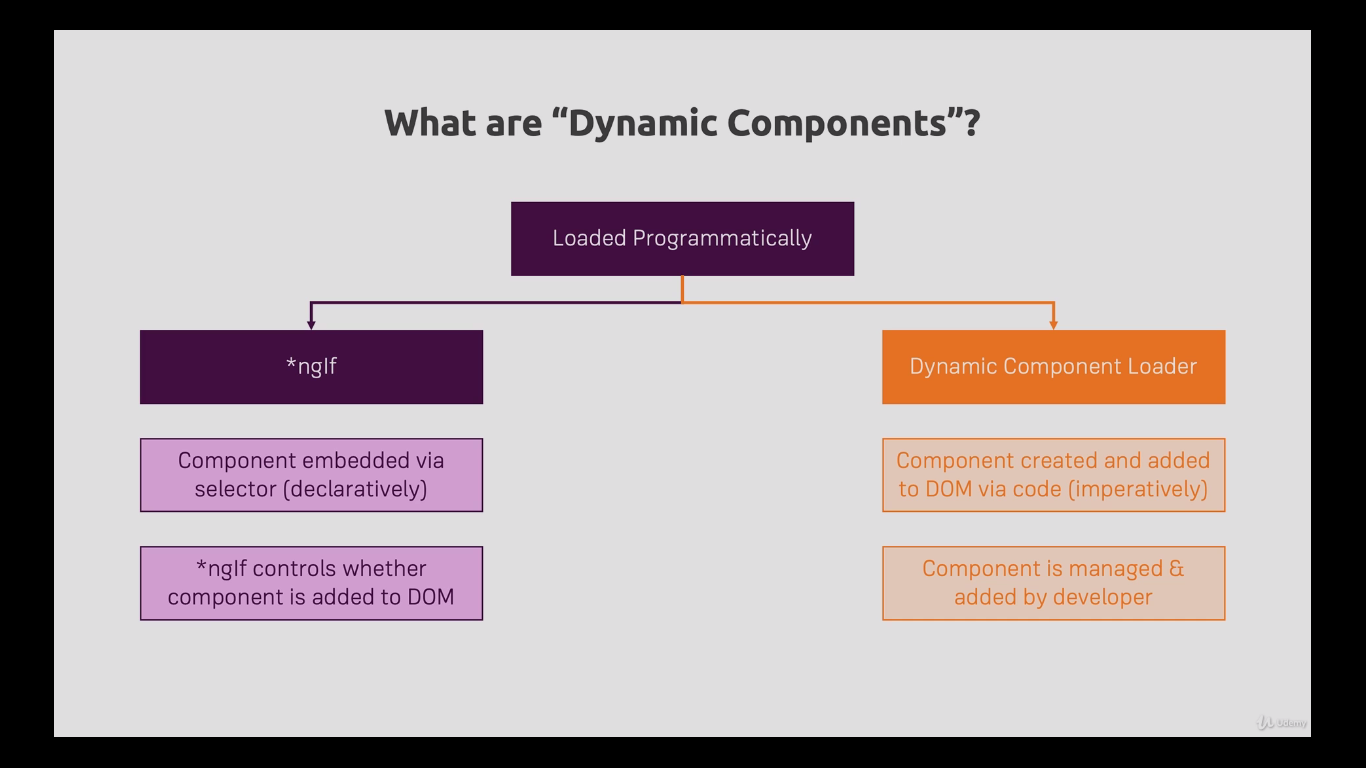 What are “Dynamic Components”?
Loaded Programmatically
*ngIf
Dynamic Component Loader
Component embedded via
selector (declaratively)
Component created and added
to DOM via code (imperatively)
*ngIf controls whether
component is added to DOM
Component is managed &
added by developer
Udemy